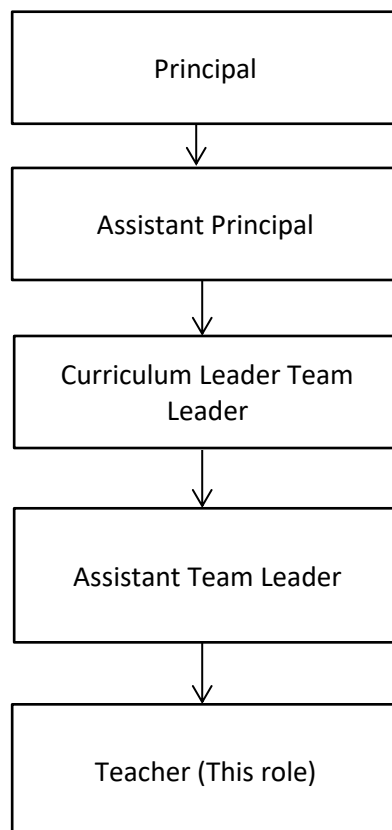 Principal
Assistant Principal
Curriculum Leader Team
Leader
Assistant Team Leader
Teacher (This role)